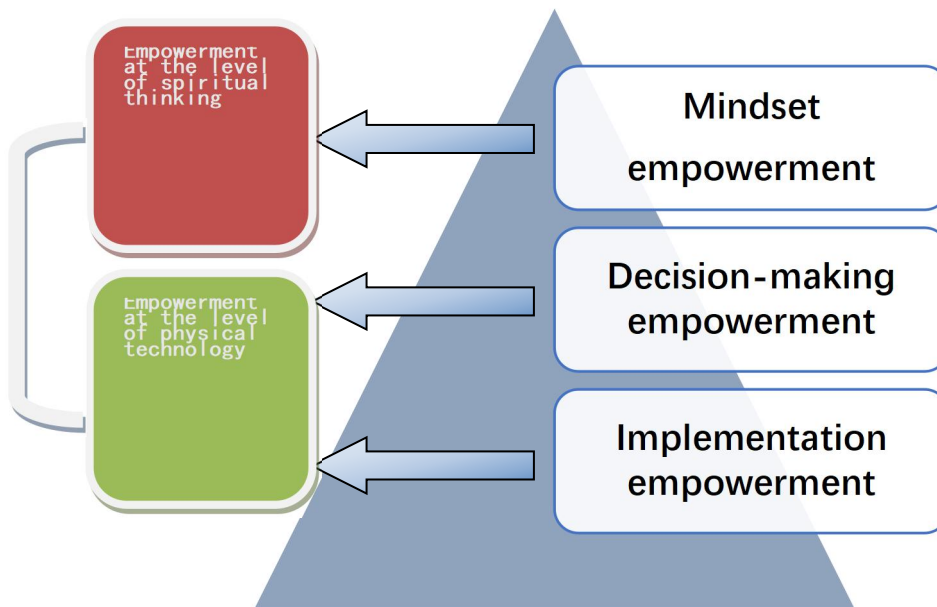 Empowerment
at the level
of spiritual
thinking
Mindset
empowerment
Decision-making
empowerment
Empowerment
at the level
of physical
technology
Implementation
empowerment